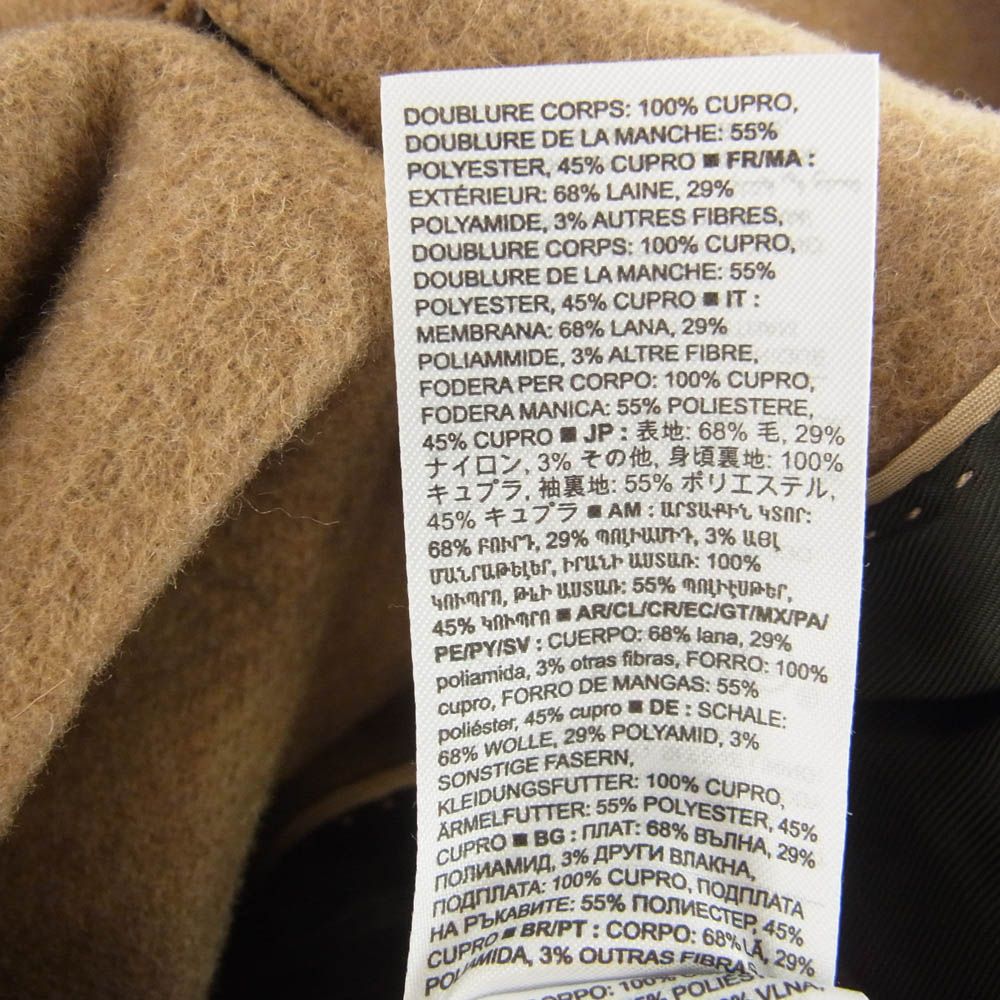 DOUBLURE CORPS: 100% CUPRO,
DOUBLURE DE LA MANCHE: 55%
POLYESTER, 45% CUPRO ■ FR/MA :
EXTÉRIEUR: 68% LAINE, 29%
POLYAMIDE, 3% AUTRES FIBRES,
DOUBLURE CORPS: 100% CUPRO,
DOUBLURE DE LA MANCHE: 55%
POLYESTER, 45% CUPRO ■ IT :
MEMBRANA: 68% LANA, 29%
POLIAMMIDE, 3% ALTRE FIBRE,
FODERA PER CORPO: 100% CUPRO,
FODERA MANICA: 55% POLIESTERE,
45% CUPRO ■ JP : 表地: 68% 毛, 29%
ナイロン, 3% その他, 身頃裏地: 100%
キュプラ, 袖裏地: 55% ポリエステル,
45% キュプラ ■ AM : ԱՐՏԱՔԻՆ ԿՏՈՐ:
68% ԲՈՒՐԴ, 29% ՊՈԼԻԱՄԻԴ, 3% ԱՅԼ
ՄԱՆՐԱԹԵԼԵՐ, ԻՐԱՆԻ ԱՍՏԱՌ: 100%
ԿՈՒՊՐՈ, ԹԵՎԻ ԱՍՏԱՌ: 55% ՊՈԼԻԷՍԹԵՐ,
45% ԿՈՒՊՐՈ ■ AR/CL/CR/EC/GT/MX/PA/
PE/PY/SV : CUERPO: 68% lana, 29%
poliamida, 3% otras fibras, FORRO: 100%
cupro, FORRO DE MANGAS: 55%
poliéster, 45% cupro ■ DE : SCHALE:
68% WOLLE, 29% POLYAMID, 3%
SONSTIGE FASERN,
KLEIDUNGSFUTTER: 100% CUPRO,
ÄRMELFUTTER: 55% POLYESTER, 45%
CUPRO ■ BG : ПЛАТ: 68% ВЪЛНА, 29%
ПОЛИАМИД, 3% ДРУГИ ВЛАКНА,
ПОДПЛАТА: 100% CUPRO, ПОДПЛАТА
НА РЪКАВИТЕ: 55% ПОЛИЕСТЕР, 45%
CUPRO ■ BR/PT : CORPO: 68% LÃ, 29%
POLIAMIDA, 3% OUTRAS FIBRAS,
CORPO: 100% CUPRO,
55% POLIÉS
VLNA,